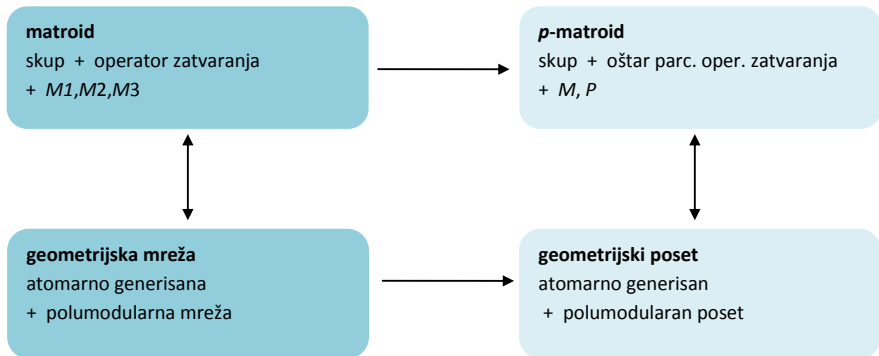 matroid
skup + operator zatvaranja
+ M1,M2,M3
p-matroid
skup + oštar parc. oper. zatvaranja
+ M, P
geometrijska mreža
atomarno generisana
+ polumodularna mreža
geometrijski poset
atomarno generisan
+ polumodularan poset